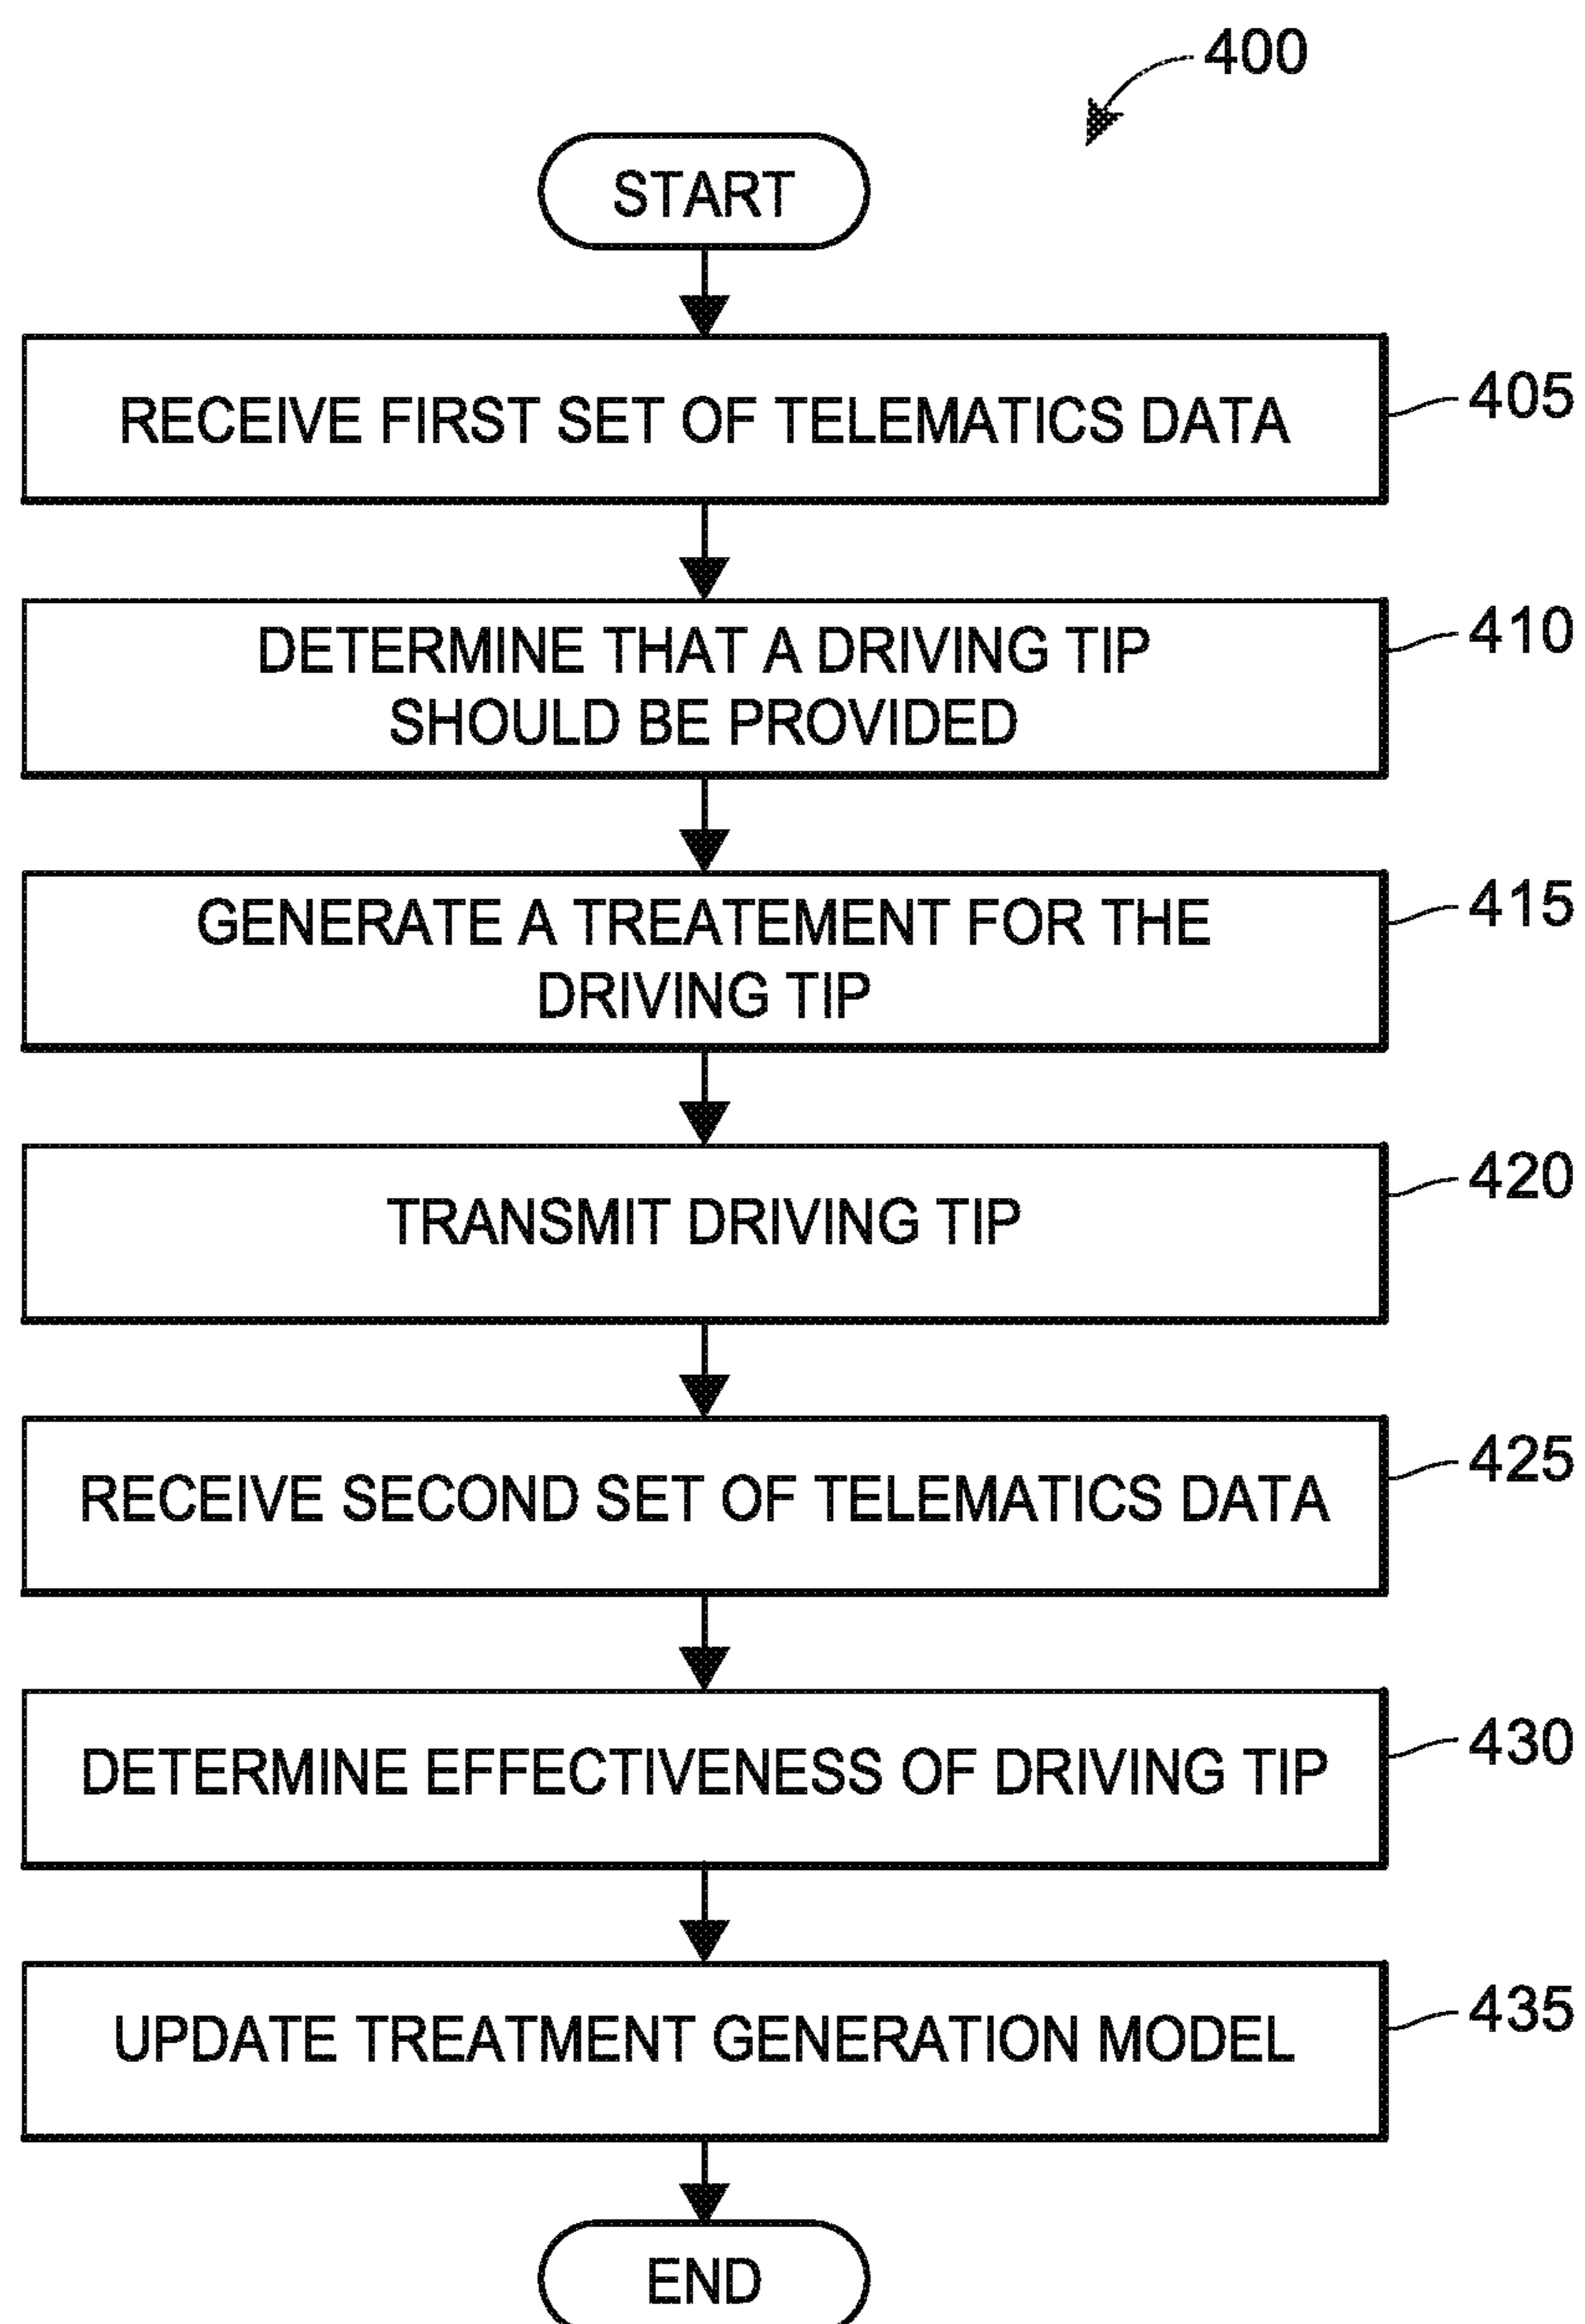 400
START
RECEIVE FIRST SET OF TELEMATICS DATA
405
DETERMINE THAT A DRIVING TIP
SHOULD BE PROVIDED
410
GENERATE A TREATEMENT FOR THE
DRIVING TIP
415
TRANSMIT DRIVING TIP
420
RECEIVE SECOND SET OF TELEMATICS DATA
425
DETERMINE EFFECTIVENESS OF DRIVING TIP
430
UPDATE TREATMENT GENERATION MODEL
435
END